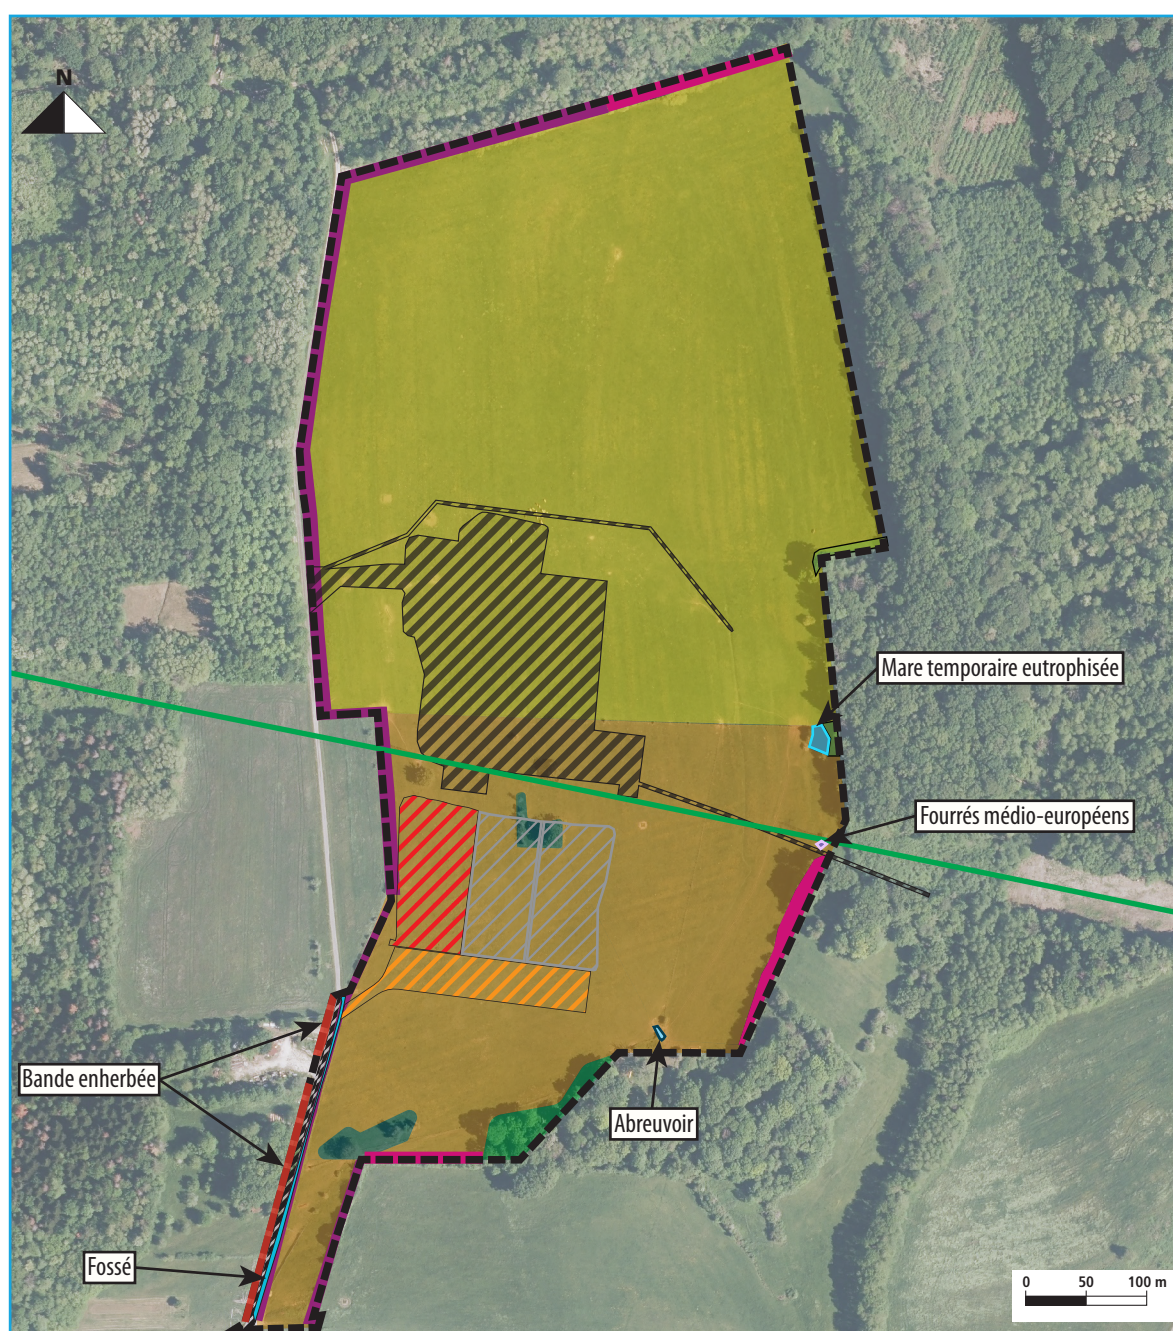 N
Mare temporaire eutrophisée
Fourrés médio-européens
Bande enherbée
Abreuvoir
Fossé
0 50 100 m